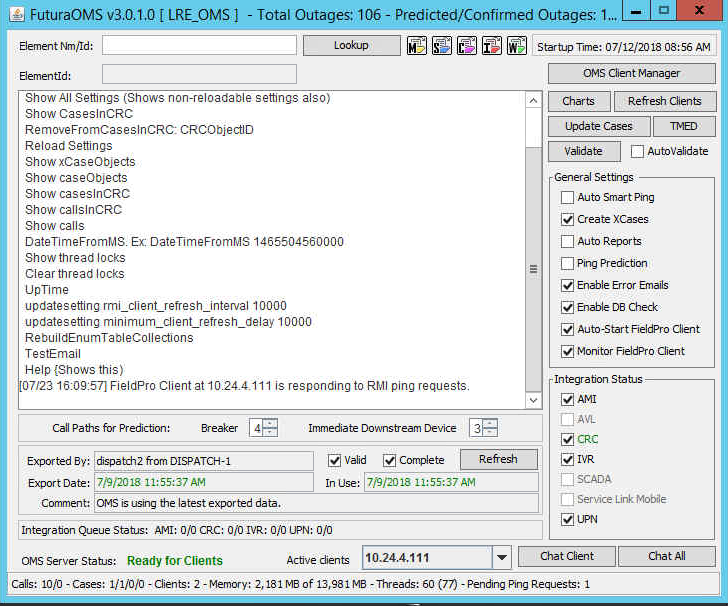 FuturaOMS v3.0.1.0 [ LRE_OMS ] - Total Outages: 106 - Predicted/Confirmed Outages: 1...
Element Nm/Id:
Lookup
M S C I W
Startup Time: 07/12/2018 08:56 AM
ElementId:
OMS Client Manager
Show All Settings (Shows non-reloadable settings also)
Show CasesInCRC
RemoveFromCasesInCRC: CRCObjectID
Reload Settings
Show xCaseObjects
Show caseObjects
Show casesInCRC
Show callsInCRC
Show calls
DateTimeFromMS. Ex: DateTimeFromMS 1465504560000
Show thread locks
Clear thread locks
UpTime
updatesetting rmi_client_refresh_interval 10000
updatesetting minimum_client_refresh_delay 10000
RebuildEnumTableCollections
TestEmail
Help {Shows this)
[07/23 16:09:57] FieldPro Client at 10.24.4.111 is responding to RMI ping requests.
Charts Refresh Clients
Update Cases TMED
Validate AutoValidate
General Settings
Auto Smart Ping
Create XCases
Auto Reports
Ping Prediction
Enable Error Emails
Enable DB Check
Auto-Start FieldPro Client
Monitor FieldPro Client
Integration Status
AMI
AVL
CRC
IVR
SCADA
Service Link Mobile
UPN
Call Paths for Prediction: Breaker 4 Immediate Downstream Device 3
Exported By: dispatch2 from DISPATCH-1 Valid Complete Refresh
Export Date: 7/9/2018 11:55:37 AM In Use: 7/9/2018 11:55:37 AM
Comment: OMS is using the latest exported data.
Integration Queue Status: AMI: 0/0 CRC: 0/0 IVR: 0/0 UPN: 0/0
OMS Server Status: Ready for Clients Active clients 10.24.4.111 Chat Client Chat All
Calls: 10/0 - Cases: 1/1/0/0 - Clients: 2 - Memory: 2,181 MB of 13,981 MB - Threads: 60 (77) - Pending Ping Requests: 1